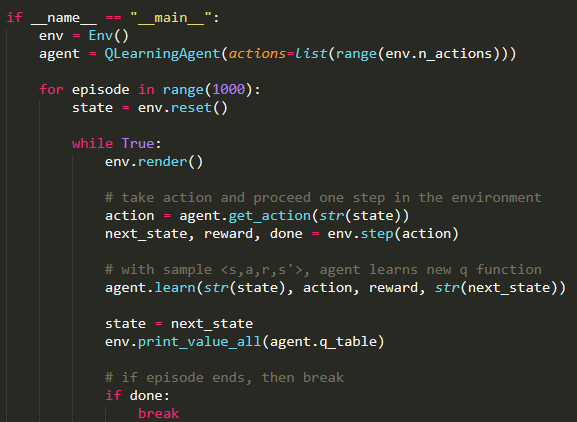 if __name__ == "__main__":
    env = Env()
    agent = QLearningAgent(actions=list(range(env.n_actions)))

    for episode in range(1000):
        state = env.reset()

        while True:
            env.render()

            # take action and proceed one step in the environment
            action = agent.get_action(str(state))
            next_state, reward, done = env.step(action)

            # with sample <s,a,r,s'>, agent learns new q function
            agent.learn(str(state), action, reward, str(next_state))

            state = next_state
            env.print_value_all(agent.q_table)

            # if episode ends, then break
            if done:
                break